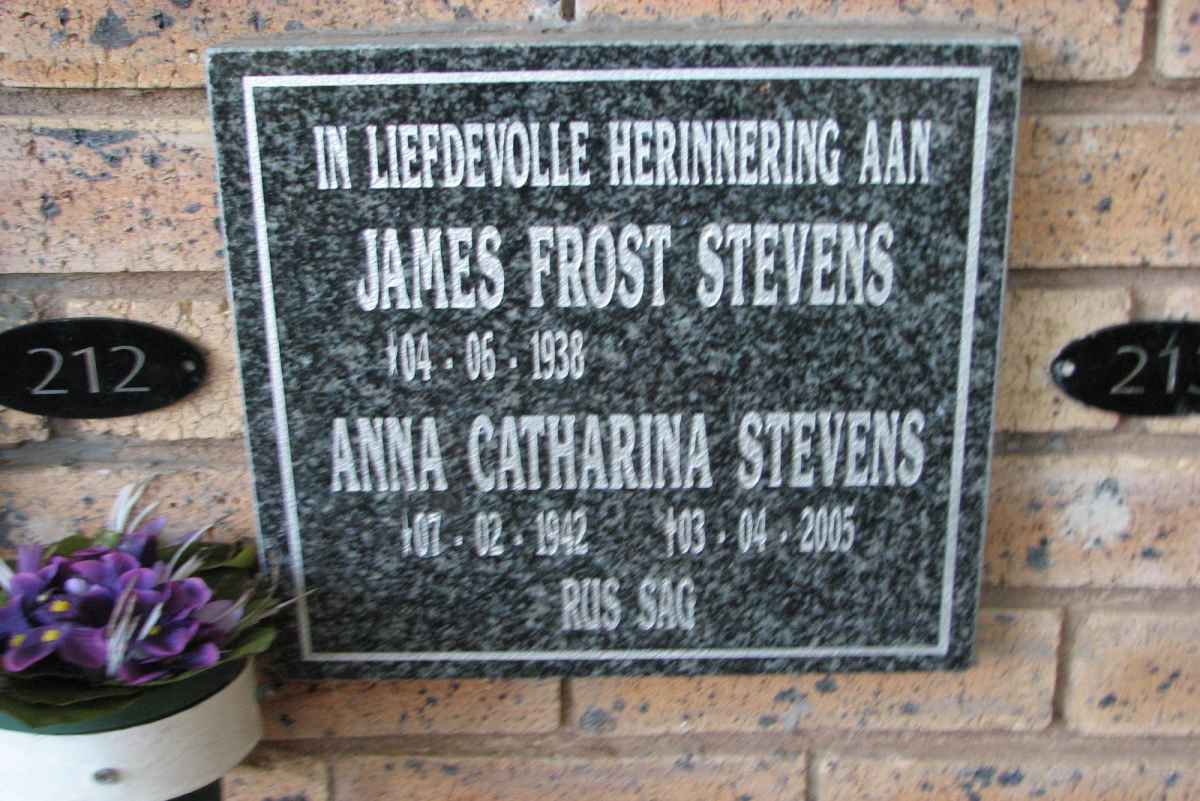 IN LIEFDEVOLLE HERINNERING AAN
JAMES FROST STEVENS
04 - 06 - 1938
212
213
ANNA CATHARINA STEVENS
07 - 02 - 1942 †03 - 04 - 2005
RUS SAG